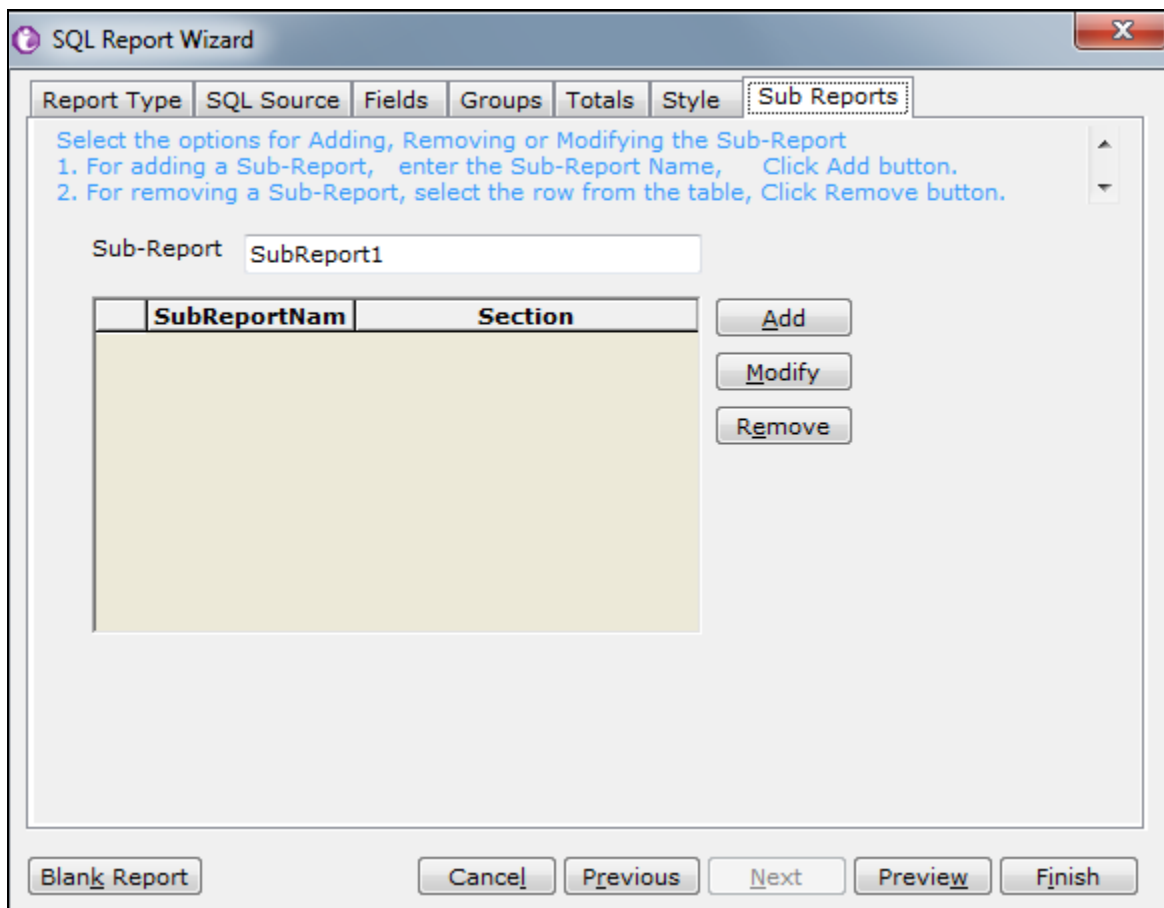 SQL Report Wizard
Report Type SQL Source Fields Groups Totals Style Sub Reports
Select the options for Adding, Removing or Modifying the Sub-Report
1. For adding a Sub-Report, enter the Sub-Report Name, Click Add button.
2. For removing a Sub-Report, select the row from the table, Click Remove button.
Sub-Report SubReport1
SubReportNam Section
Add
Modify
Remove
Blank Report Cancel Previous Next Preview Finish